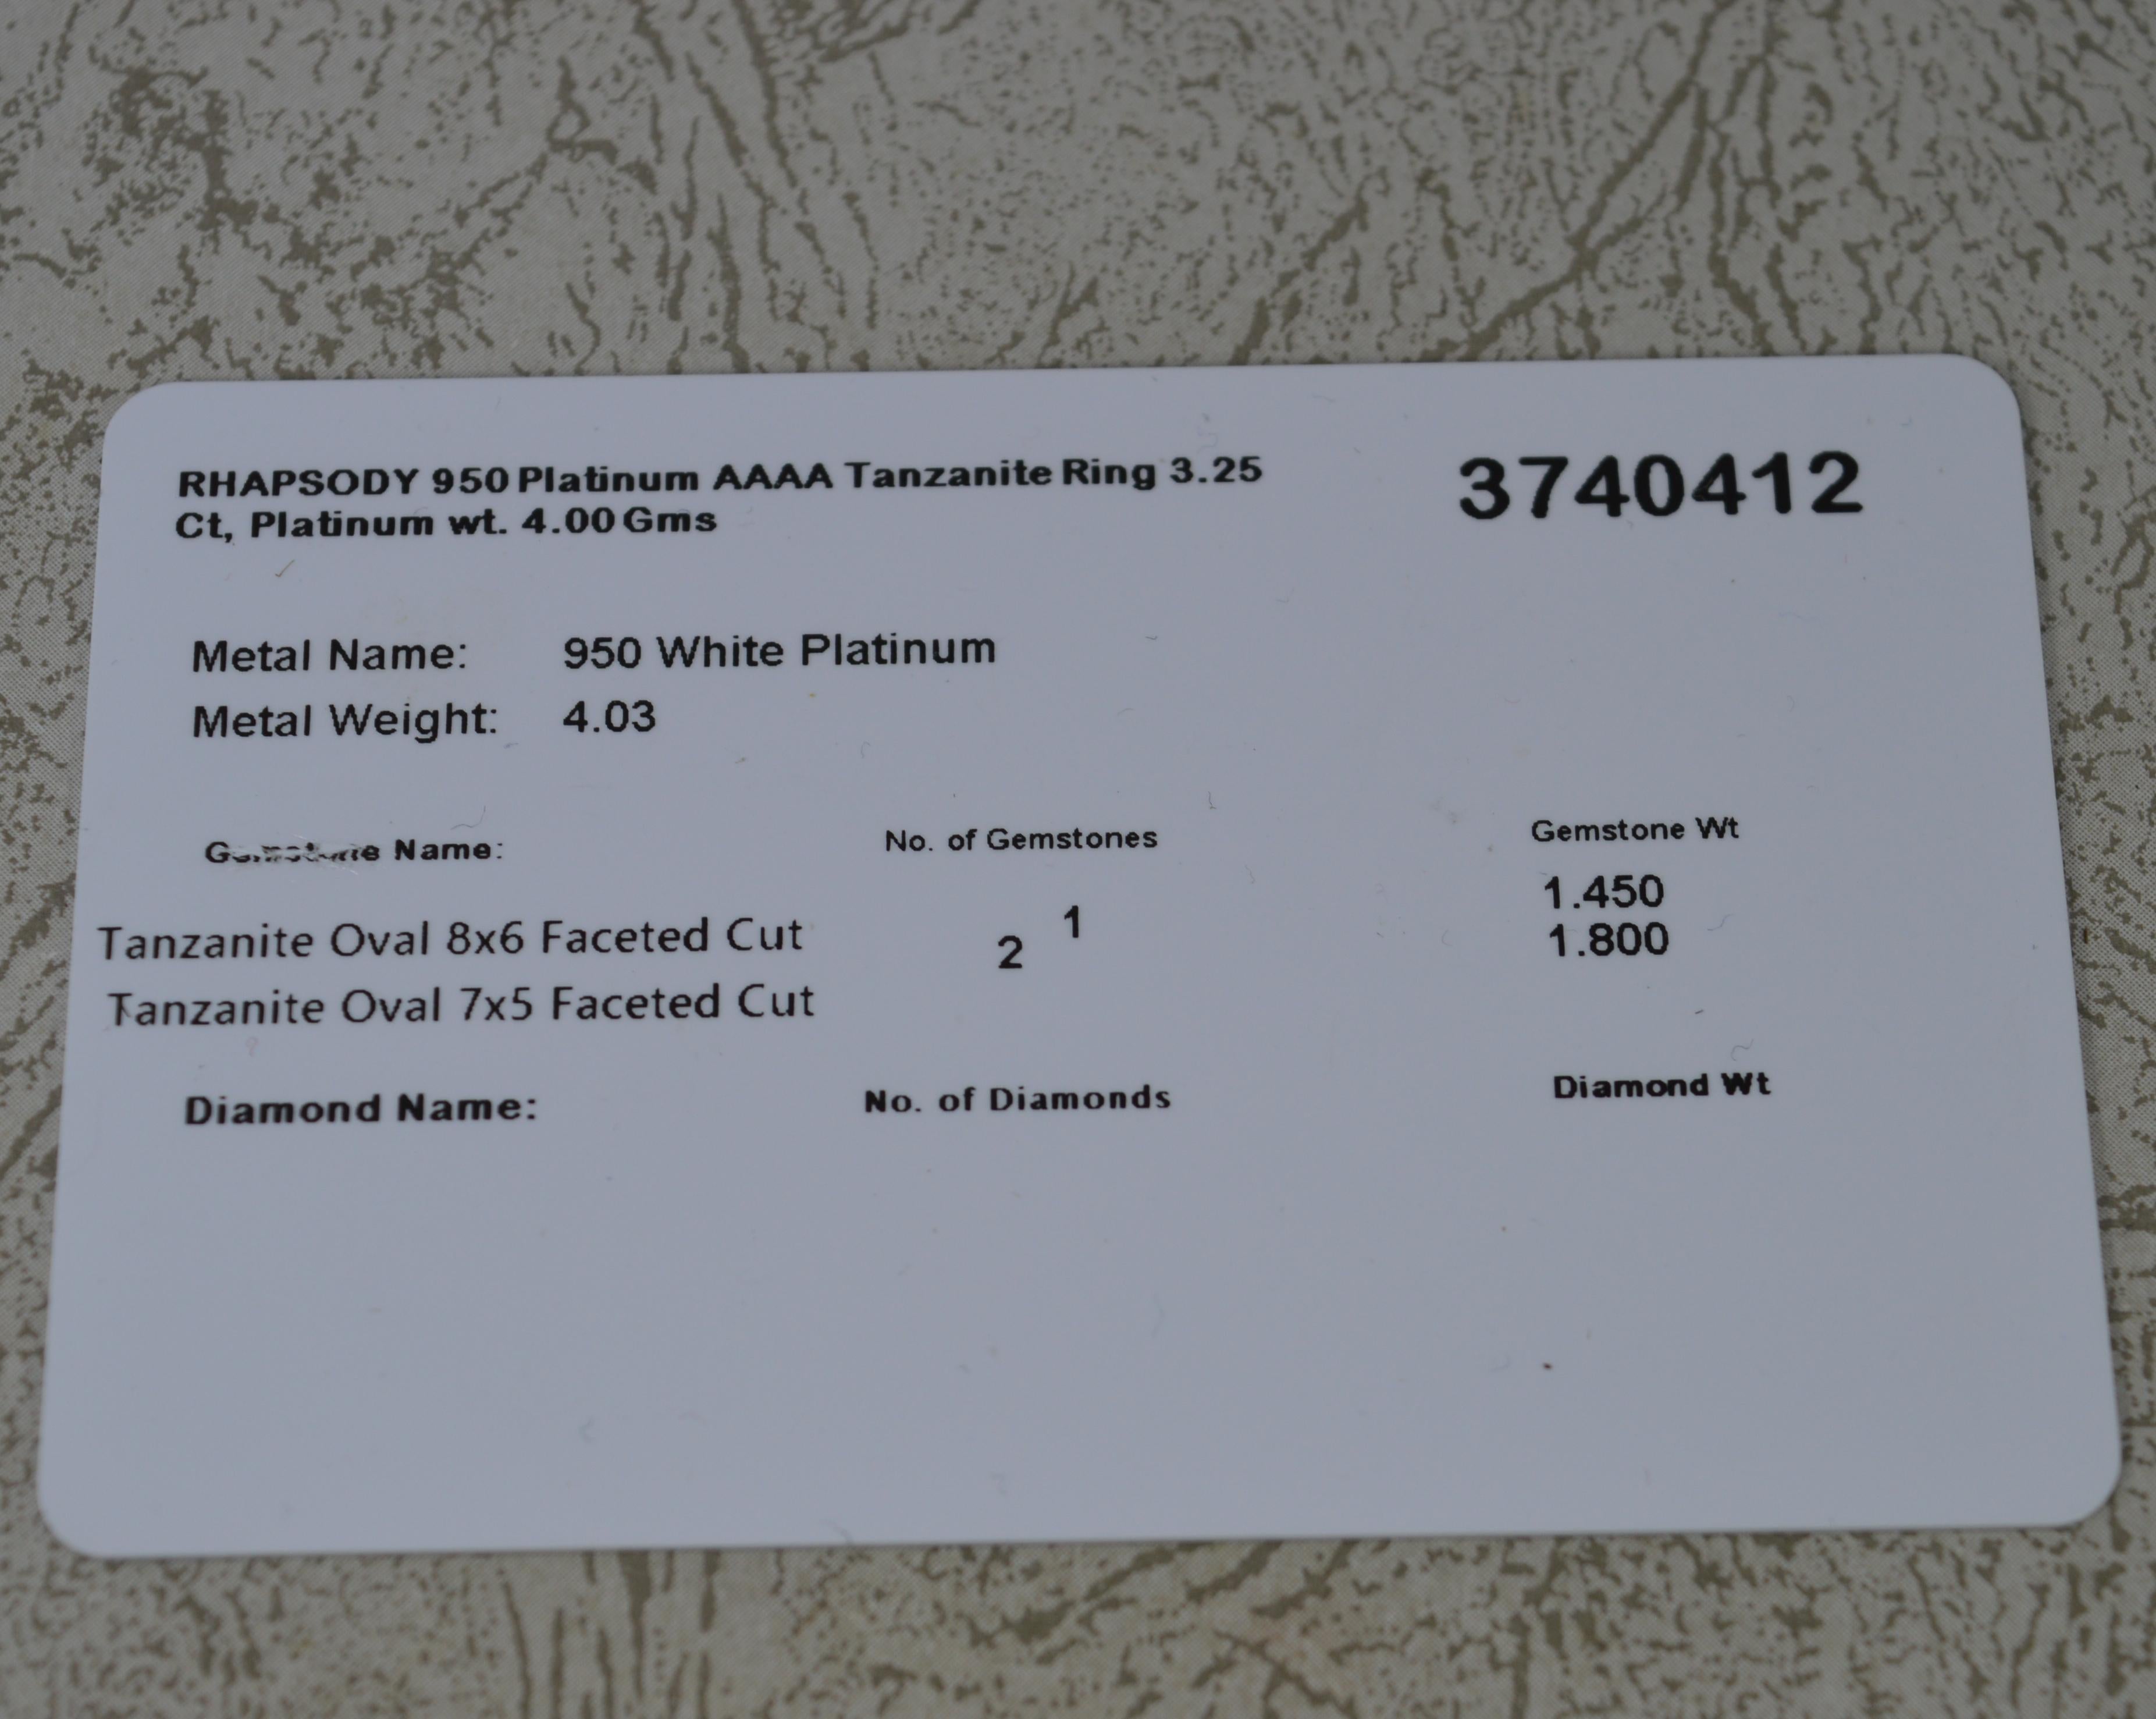 RHAPSODY 950 Platinum AAAA Tanzanite Ring 3.25 3740412
Ct, Platinum wt. 4.00 Gms
Metal Name: 950 White Platinum
Metal Weight: 4.03
Name: No. of Gemstones Gemstone Wt
Tanzanite Oval 8x6 Faceted Cut 1 1.450
Tanzanite Oval 7x5 Faceted Cut 2 1.800
Diamond Name: No. of Diamonds Diamond Wt